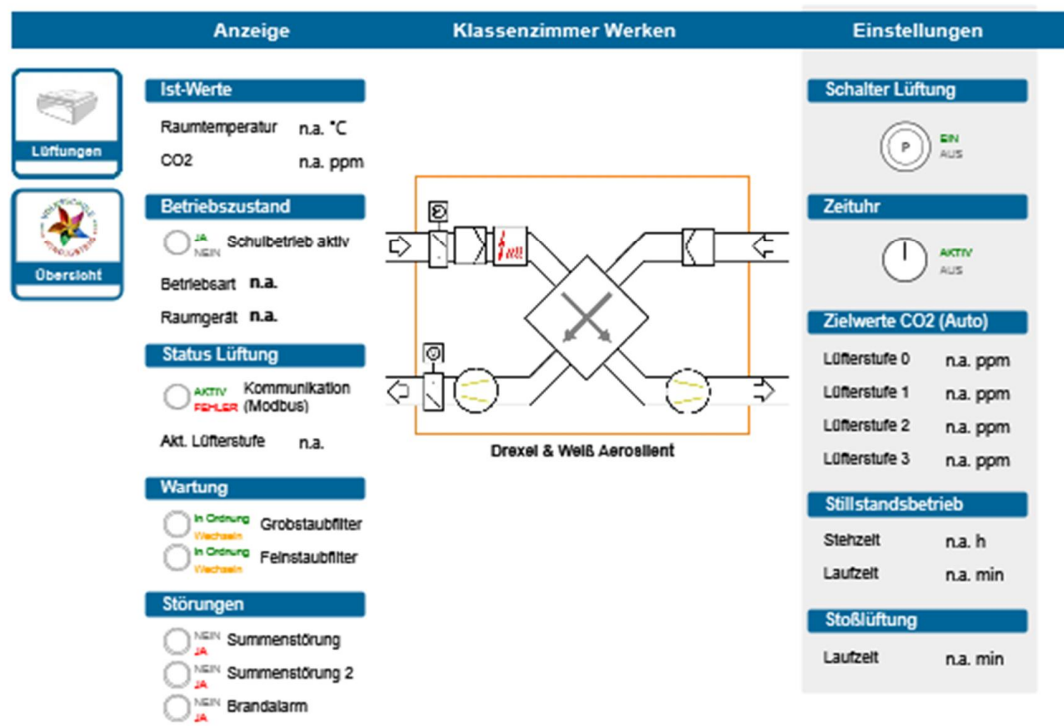 Anzeige
Klassenzimmer Werken
Einstellungen
Lüftungen
Übersicht
Ist-Werte
Raumtemperatur n.a. °C
CO2 n.a. ppm
Betriebszustand
JA
NEIN
Schulbetrieb aktiv
Betriebsart n.a.
Raumgerät n.a.
Status Lüftung
AKTIV
FEHLER
Kommunikation
(Modbus)
Akt. Lüfterstufe n.a.
Wartung
In Ordnung
Wechseln
Grobstaubfilter
In Ordnung
Wechseln
Feinstaubfilter
Störungen
NEIN
JA
Summenstörung
NEIN
JA
Summenstörung 2
NEIN
JA
Brandalarm
Drexel & Weiß Aerosilent
Schalter Lüftung
P
EIN
AUS
Zeituhr
AKTIV
AUS
Zielwerte CO2 (Auto)
Lüfterstufe 0 n.a. ppm
Lüfterstufe 1 n.a. ppm
Lüfterstufe 2 n.a. ppm
Lüfterstufe 3 n.a. ppm
Stillstandsbetrieb
Stehzeit n.a. h
Laufzeit n.a. min
Stoßlüftung
Laufzeit n.a. min